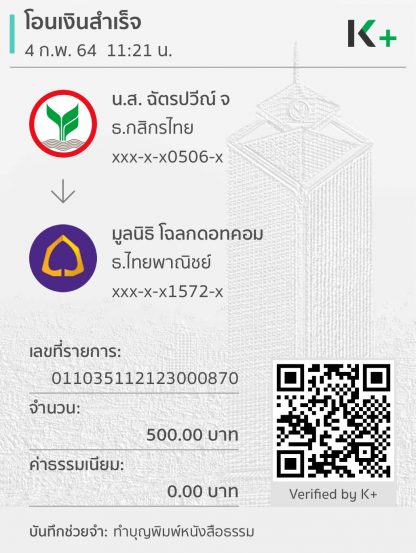 โอนเงินสำเร็จ
4 ก.พ. 64 11:21 น.
K+
น.ส. ฉัตรปวีณ์ จ
ธ.กสิกรไทย
xxx-x-x0506-x
มูลนิธิ โฉลกดอทคอม
ธ.ไทยพาณิชย์
xxx-x-x1572-x
เลขที่รายการ:
011035112123000870
จำนวน:
500.00 บาท
ค่าธรรมเนียม:
0.00 บาท
Verified by K+
บันทึกช่วยจำ: ทำบุญพิมพ์หนังสือธรรม